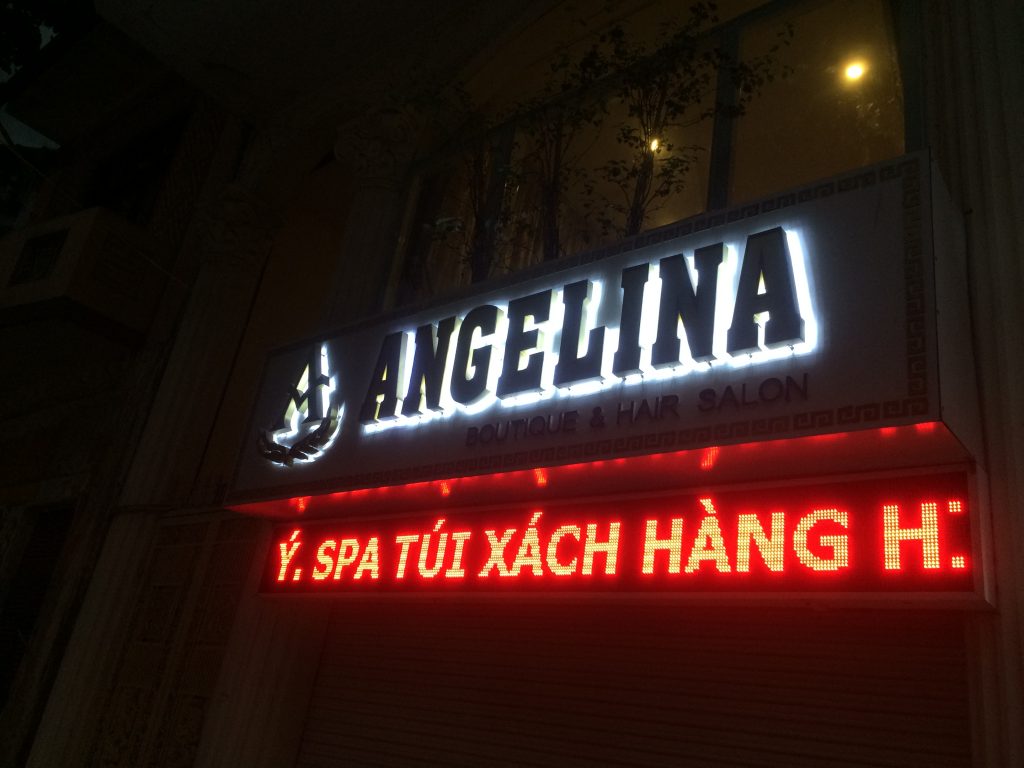 ANGELINA
BOUTIQUE & HAIR SALON
Ý. SPA TÚI XÁCH HÀNG H